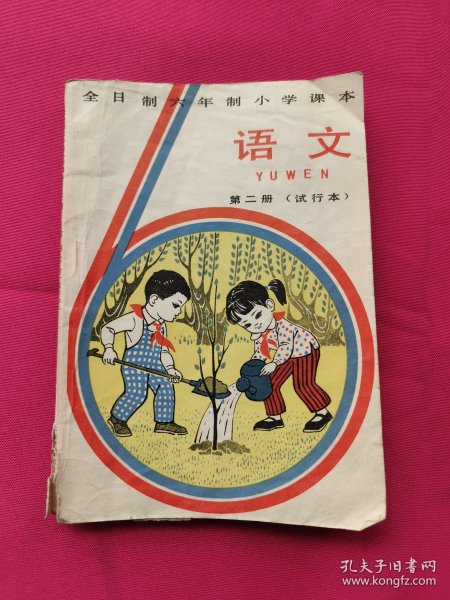 全日制六年制小学课本
语文
YUWEN
第二册（试行本）
孔夫子旧书网
www.kongfz.com